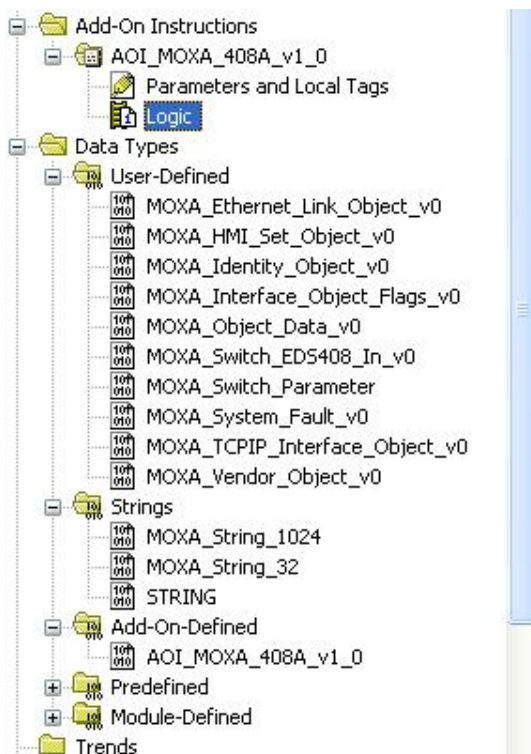 Add-On Instructions
AOI_MOXA_408A_v1_0
Parameters and Local Tags
Logic
Data Types
User-Defined
MOXA_Ethernet_Link_Object_v0
MOXA_HMI_Set_Object_v0
MOXA_Identity_Object_v0
MOXA_Interface_Object_Flags_v0
MOXA_Object_Data_v0
MOXA_Switch_EDS408_In_v0
MOXA_Switch_Parameter
MOXA_System_Fault_v0
MOXA_TCPIP_Interface_Object_v0
MOXA_Vendor_Object_v0
Strings
MOXA_String_1024
MOXA_String_32
STRING
Add-On-Defined
AOI_MOXA_408A_v1_0
Predefined
Module-Defined
Trends